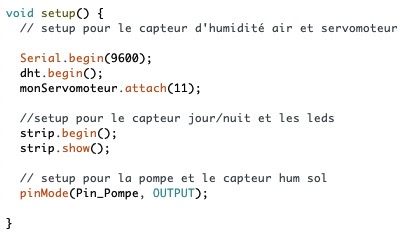 void setup() {
// setup pour le capteur d'humidité air et servomoteur
Serial.begin(9600);
dht.begin();
monServomoteur.attach(11);
//setup pour le capteur jour/nuit et les leds
strip.begin();
strip.show();
// setup pour la pompe et le capteur hum sol
pinMode(Pin_Pompe, OUTPUT);
}